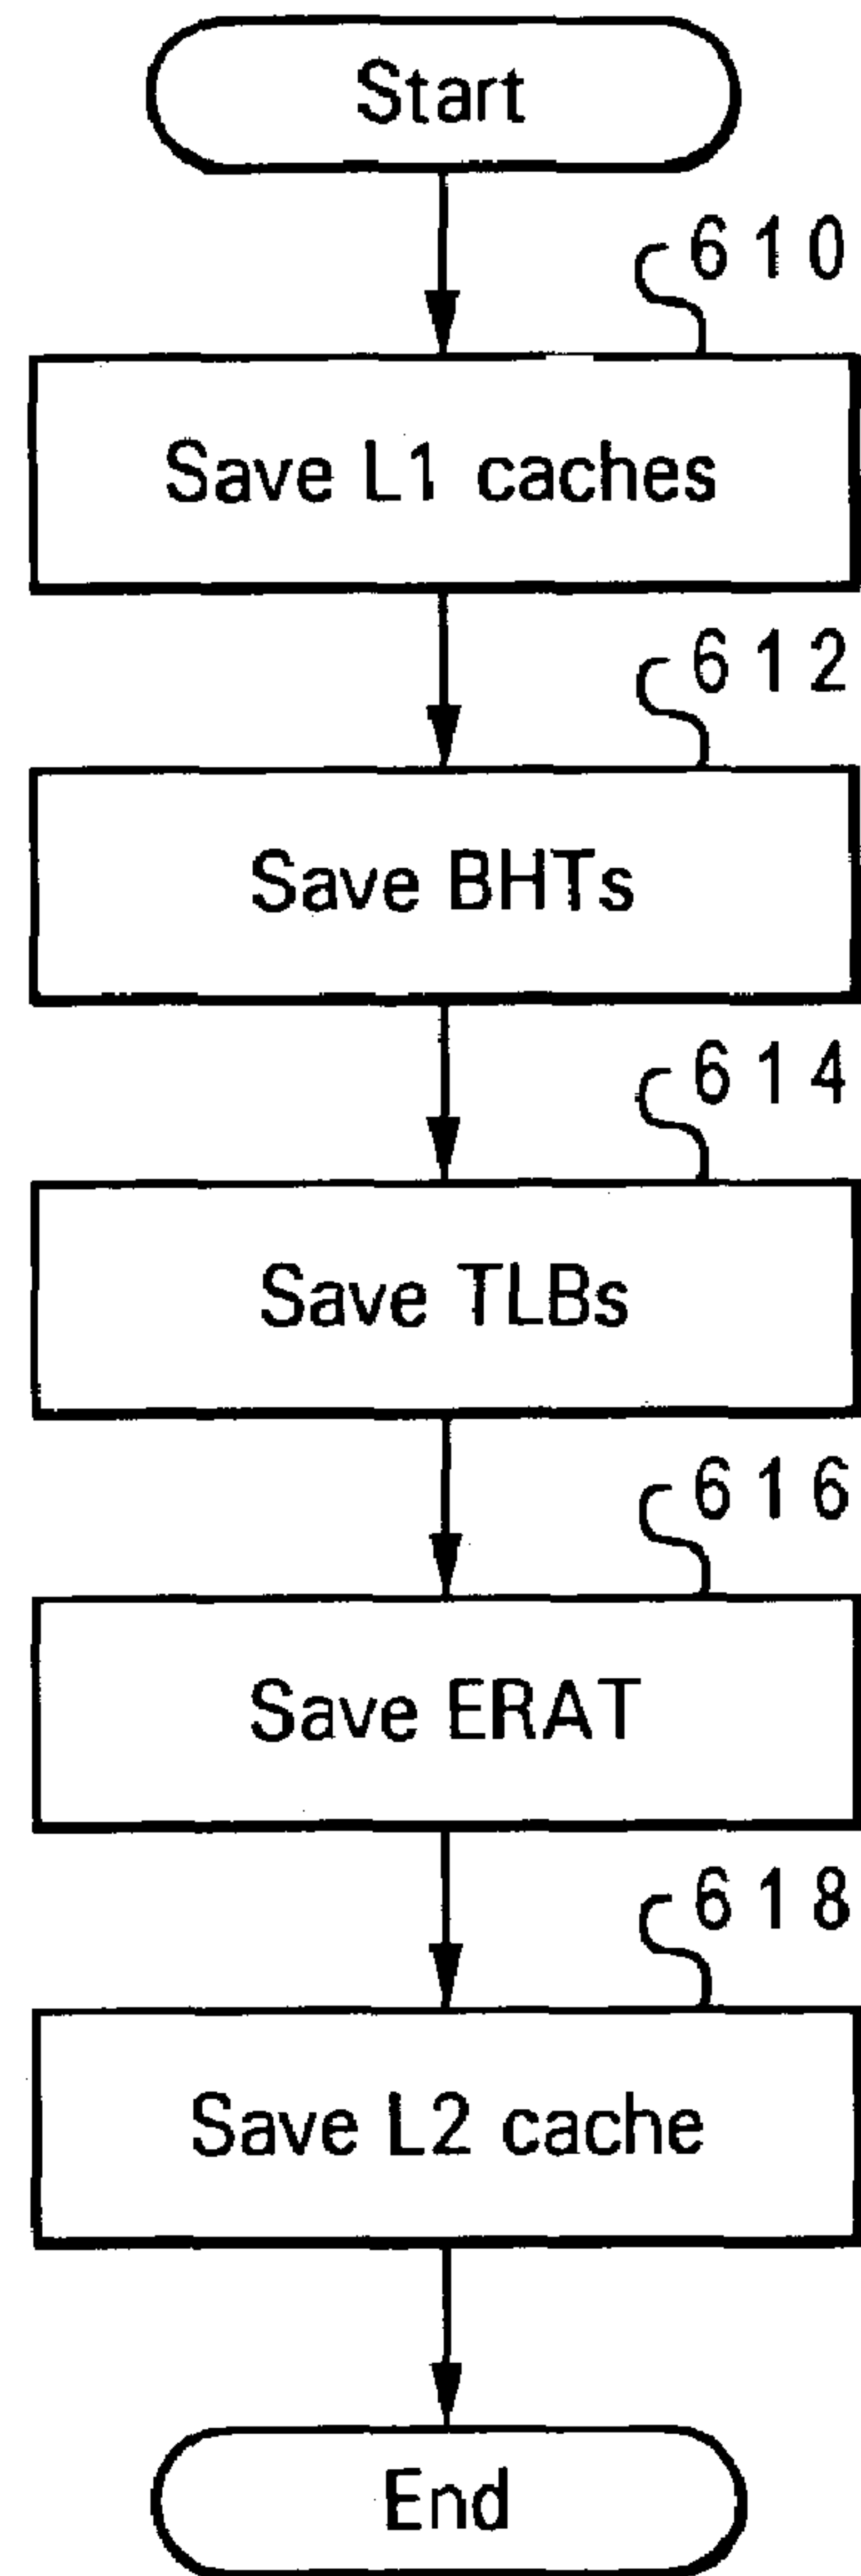 Start
610
Save L1 caches
612
Save BHTs
614
Save TLBs
616
Save ERAT
618
Save L2 cache
End